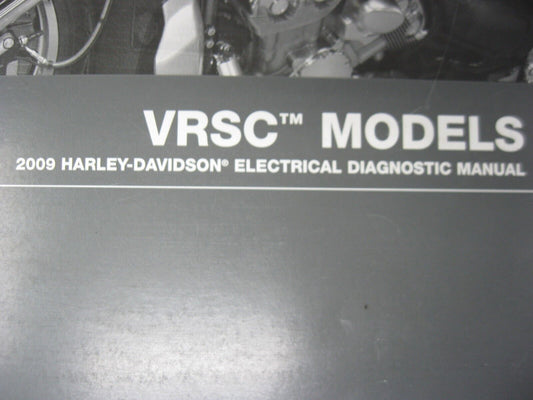 VRSC™ MODELS
2009 HARLEY-DAVIDSON® ELECTRICAL DIAGNOSTIC MANUAL